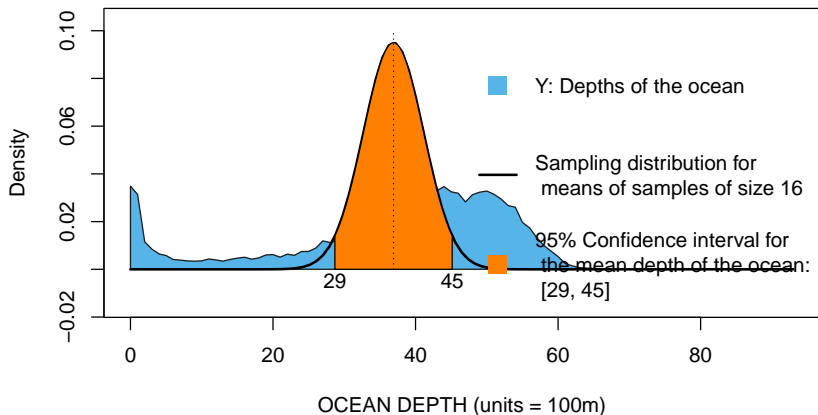 0.10
Y: Depths of the ocean
0.06
Density
Sampling distribution for
means of samples of size 16
0.02
95% Confidence interval for
the mean depth of the ocean:
29
45
[29, 45]
−0.02
0
20
40
60
80
OCEAN DEPTH (units = 100m)